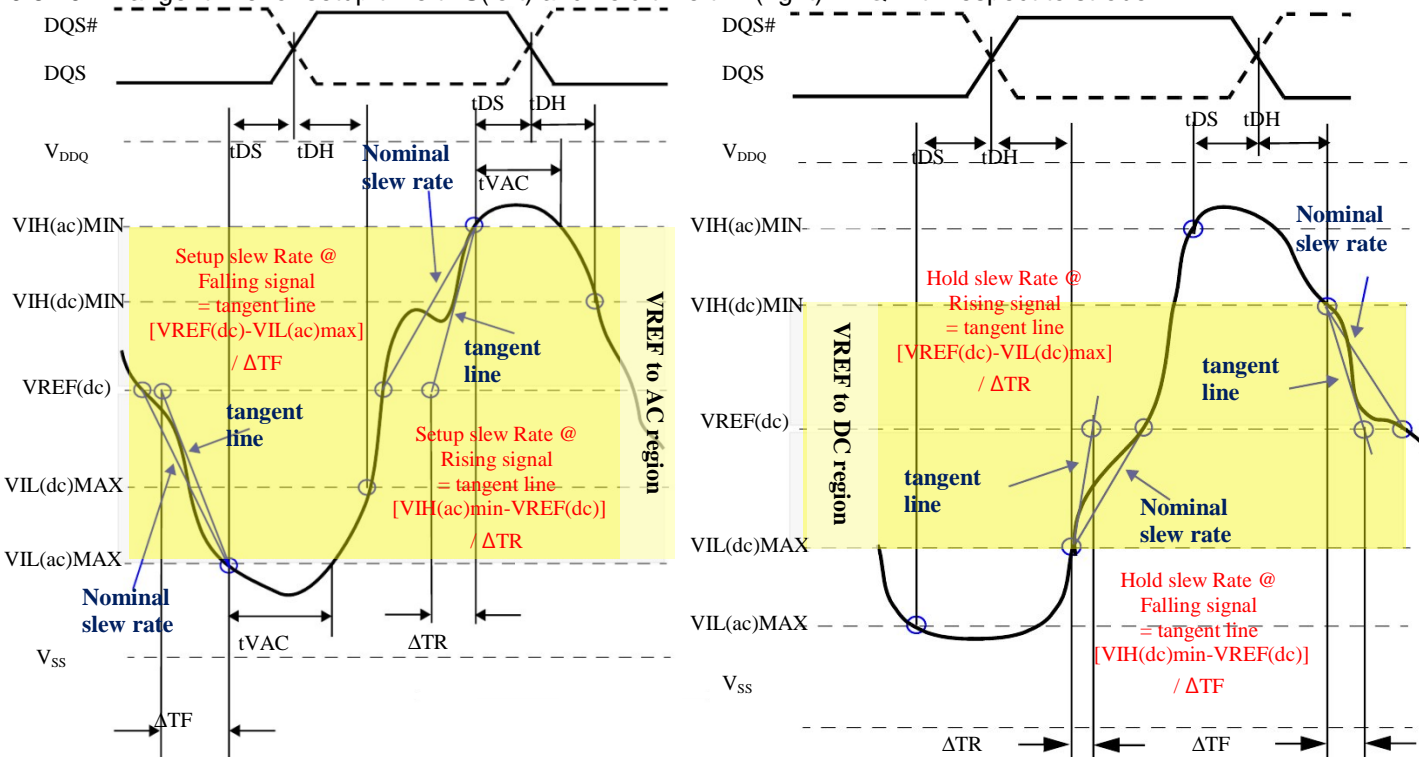 DQS#
DQS
tDS
tDH
tDS
tDH
VDDQ
Nominal
slew rate
tVAC
VIH(ac)MIN
Setup slew Rate @
Falling signal
= tangent line
[VREF(dc)-VIL(ac)max]
/ ΔTF
VIH(dc)MIN
tangent
line
VREF to AC region
VREF(dc)
tangent
line
Setup slew Rate @
Rising signal
= tangent line
[VIH(ac)min-VREF(dc)]
/ ΔTR
VIL(dc)MAX
VIL(ac)MAX
Nominal
slew rate
tVAC
ΔTR
VSS
ΔTF
DQS#
DQS
tDS
tDH
tDS
tDH
VDDQ
VIH(ac)MIN
Nominal
slew rate
Hold slew Rate @
Rising signal
= tangent line
[VREF(dc)-VIL(dc)max]
/ ΔTR
VIH(dc)MIN
VREF to DC region
tangent
line
VREF(dc)
tangent
line
Nominal
slew rate
VIL(dc)MAX
Hold slew Rate @
Falling signal
= tangent line
[VIH(dc)min-VREF(dc)]
/ ΔTF
VIL(ac)MAX
VSS
ΔTR
ΔTF